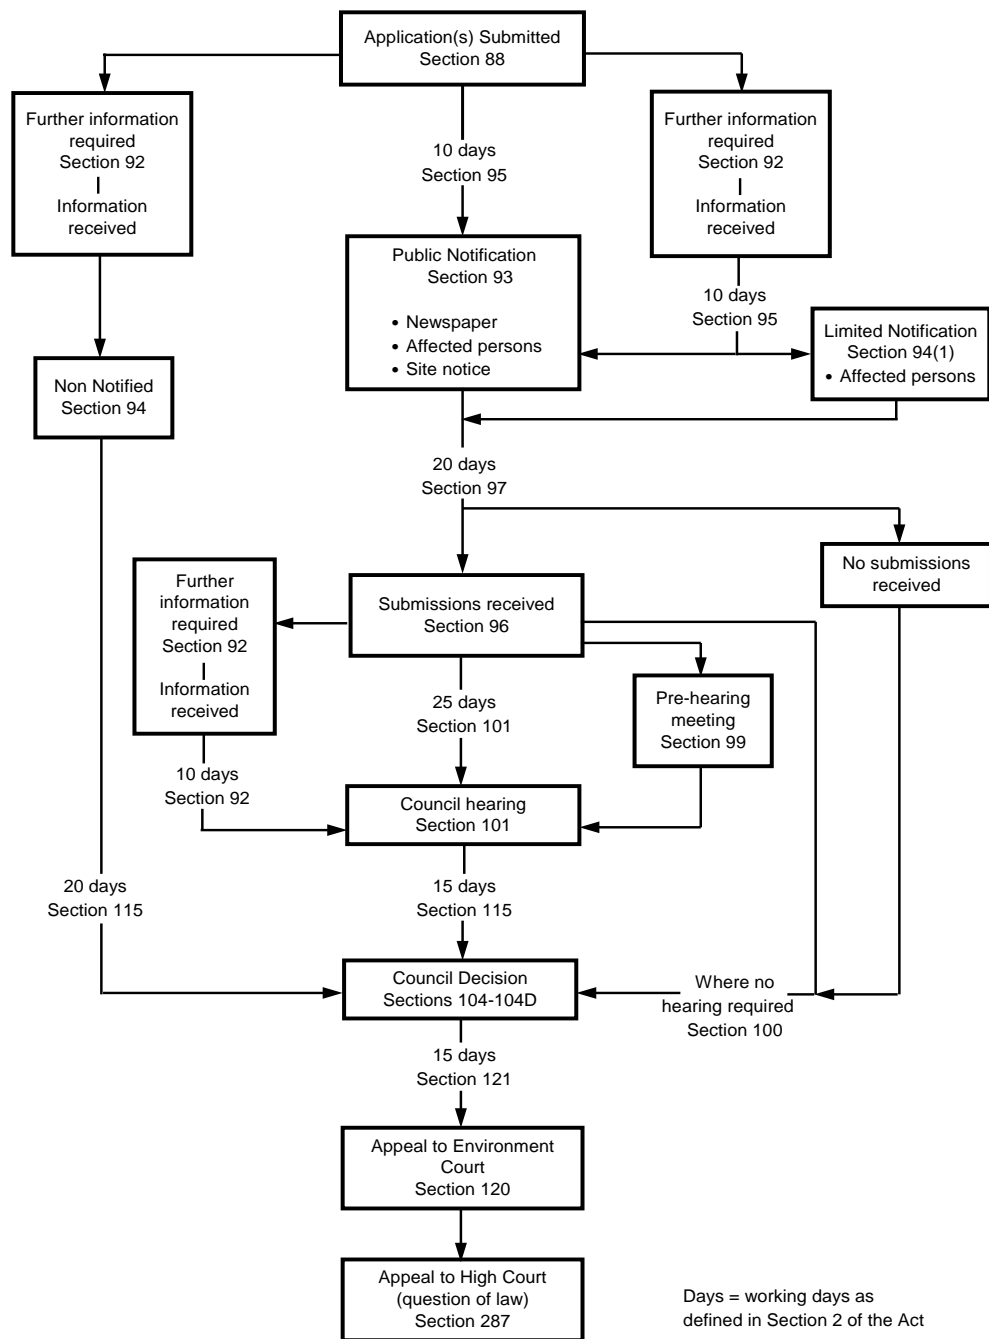 Application(s) Submitted
Section 88
Further information
required
Section 92
Information
received
10 days
Section 95
Further information
required
Section 92
Information
received
Public Notification
Section 93
• Newspaper
• Affected persons
• Site notice
10 days
Section 95
Limited Notification
Section 94(1)
• Affected persons
Non Notified
Section 94
20 days
Section 97
No submissions
received
Further
information
required
Section 92
Information
received
Submissions received
Section 96
25 days
Section 101
Pre-hearing
meeting
Section 99
10 days
Section 92
Council hearing
Section 101
20 days
Section 115
15 days
Section 115
Council Decision
Sections 104-104D
Where no
hearing required
Section 100
15 days
Section 121
Appeal to Environment
Court
Section 120
Appeal to High Court
(question of law)
Section 287
Days = working days as
defined in Section 2 of the Act